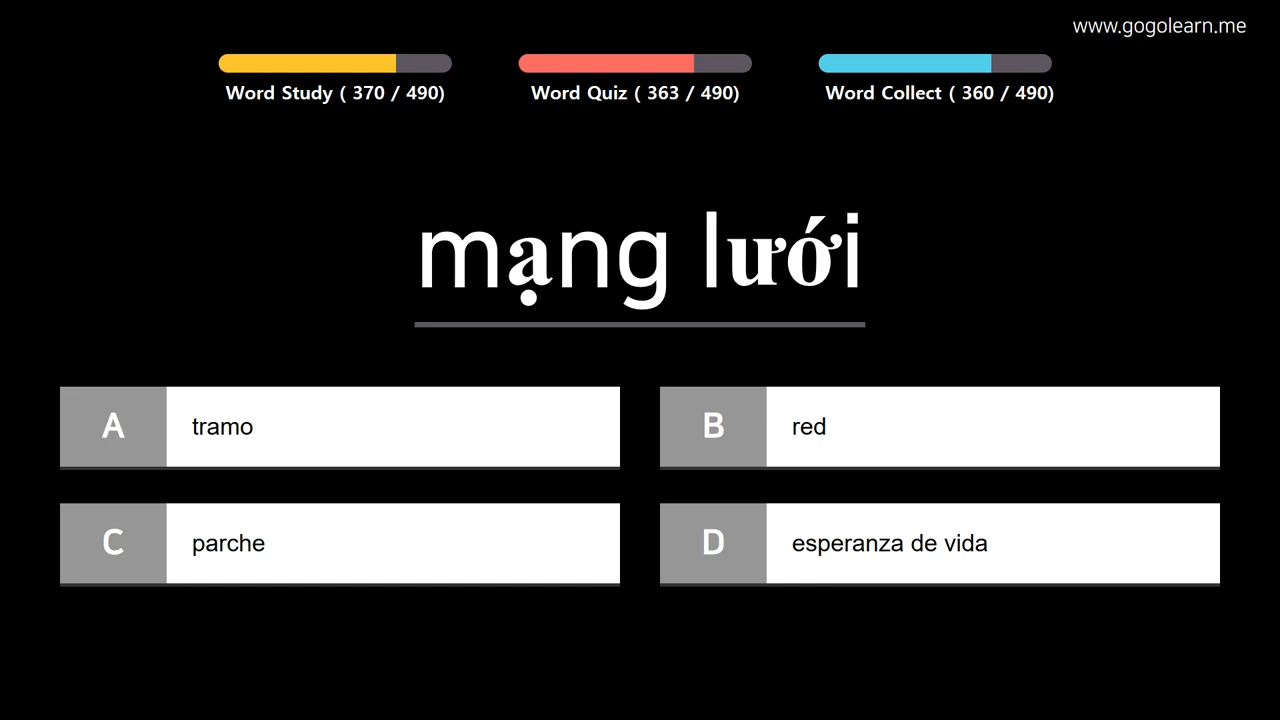 www.gogolearn.me
Word Study ( 370 / 490)
Word Quiz ( 363 / 490)
Word Collect ( 360 / 490)
mạng lưới
A tramo
B red
C parche
D esperanza de vida